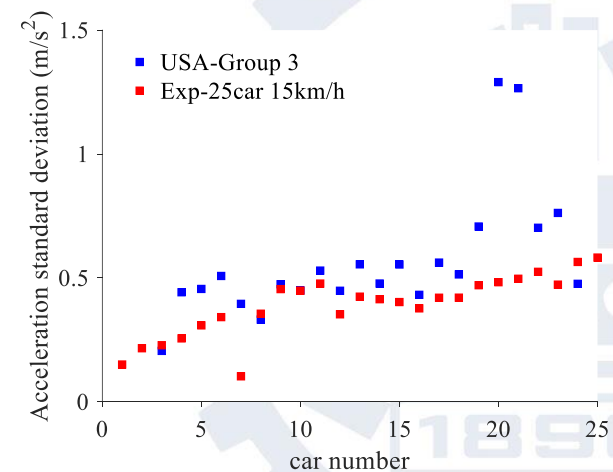 1.5
USA-Group 3
Exp-25car 15km/h
1
0.5
0
Acceleration standard deviation (m/s²)
0 5 10 15 20 25
car number
189